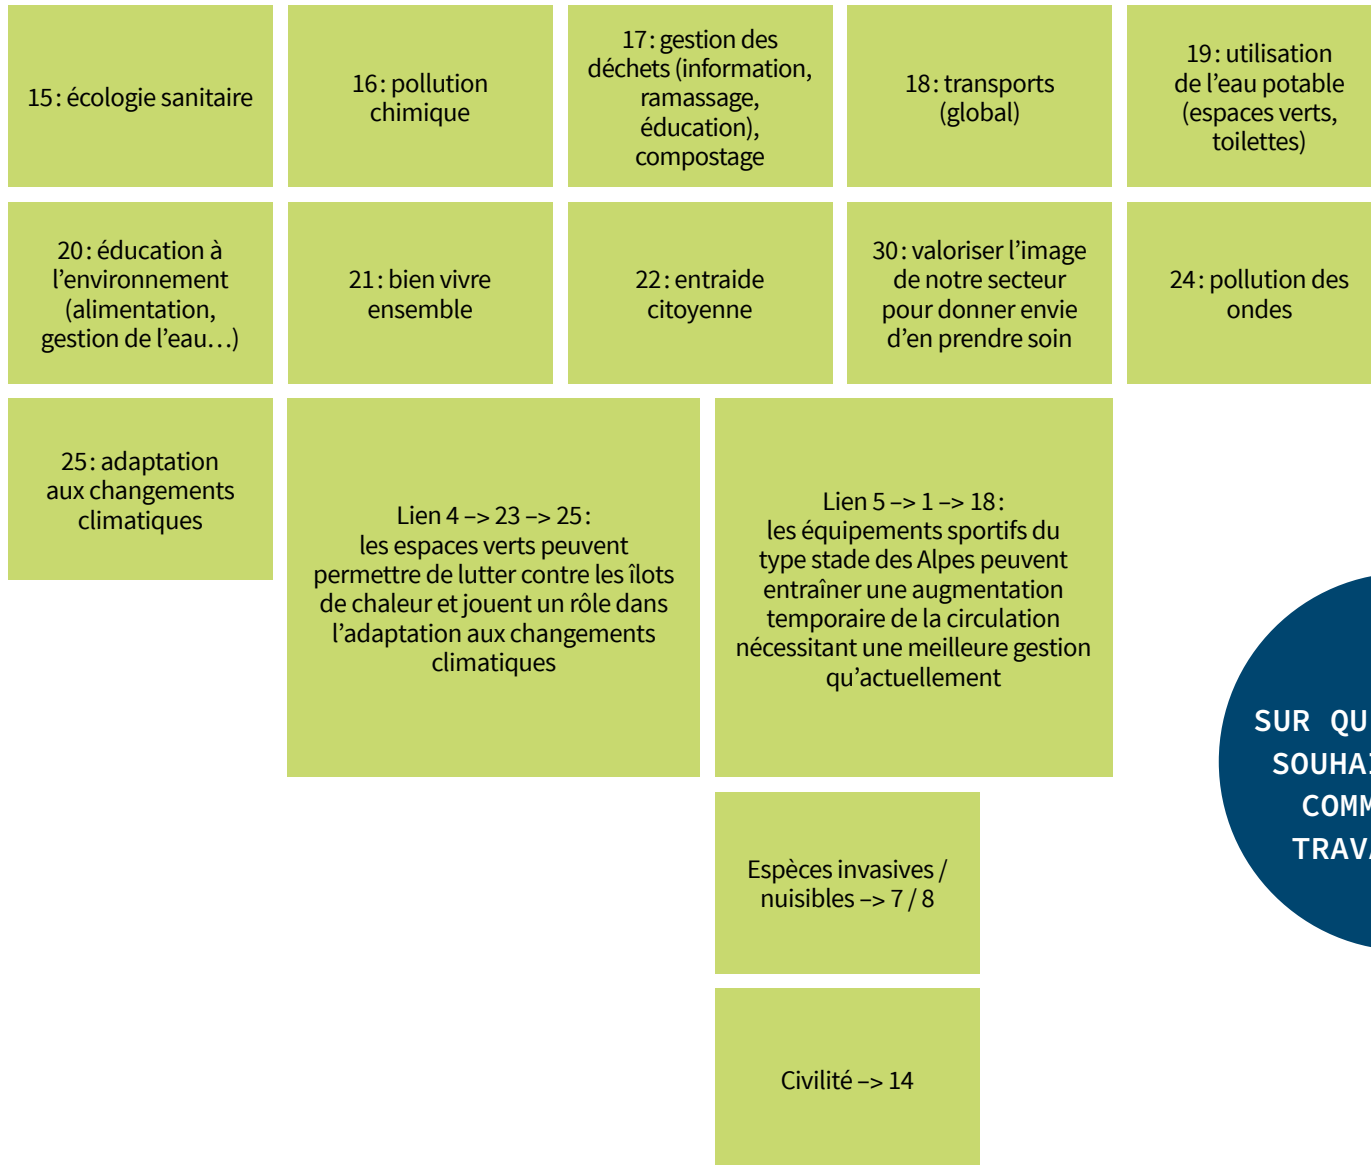 15 : écologie sanitaire
16 : pollution
chimique
17 : gestion des
déchets (information,
ramassage,
éducation),
compostage
18 : transports
(global)
19 : utilisation
de l’eau potable
(espaces verts,
toilettes)
20 : éducation à
l’environnement
(alimentation,
gestion de l’eau…)
21 : bien vivre
ensemble
22 : entraide
citoyenne
30 : valoriser l’image
de notre secteur
pour donner envie
d’en prendre soin
24 : pollution des
ondes
25 : adaptation
aux changements
climatiques
Lien 4 –> 23 –> 25 :
les espaces verts peuvent
permettre de lutter contre les îlots
de chaleur et jouent un rôle dans
l’adaptation aux changements
climatiques
Lien 5 –> 1 –> 18 :
les équipements sportifs du
type stade des Alpes peuvent
entraîner une augmentation
temporaire de la circulation
nécessitant une meilleure gestion
qu’actuellement
SUR QU
SOUHA
COMM
TRAV
Espèces invasives /
nuisibles –> 7 / 8
Civilité –> 14